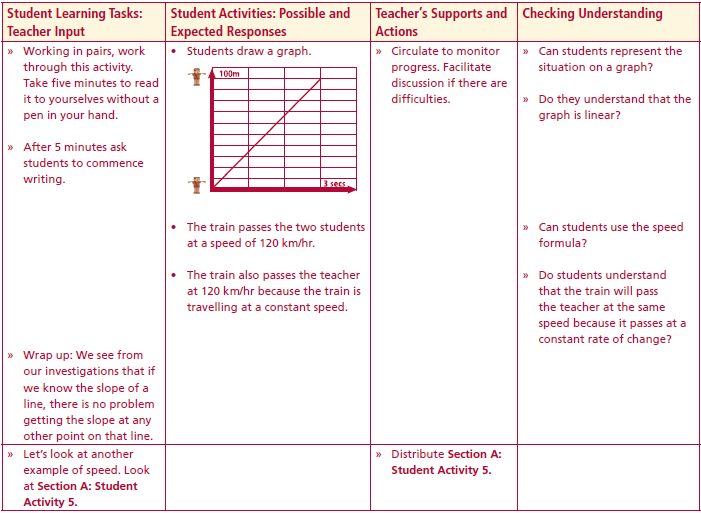 Student Learning Tasks:
Teacher Input
Student Activities: Possible and
Expected Responses
Teacher's Supports and
Actions
Checking Understanding
» Working in pairs, work
through this activity.
Take five minutes to read
it to yourselves without a
pen in your hand.
» After 5 minutes ask
students to commence
writing.
» Wrap up: We see from
our investigations that if
we know the slope of a
line, there is no problem
getting the slope at any
other point on that line.
• Students draw a graph.
100m
3 secs
• The train passes the two students
at a speed of 120 km/hr.
• The train also passes the teacher
at 120 km/hr because the train is
travelling at a constant speed.
» Circulate to monitor
progress. Facilitate
discussion if there are
difficulties.
» Can students represent the
situation on a graph?
» Do they understand that the
graph is linear?
» Can students use the speed
formula?
» Do students understand
that the train will pass
the teacher at the same
speed because it passes at a
constant rate of change?
» Let's look at another
example of speed. Look
at Section A: Student
Activity 5.
» Distribute Section A:
Student Activity 5.